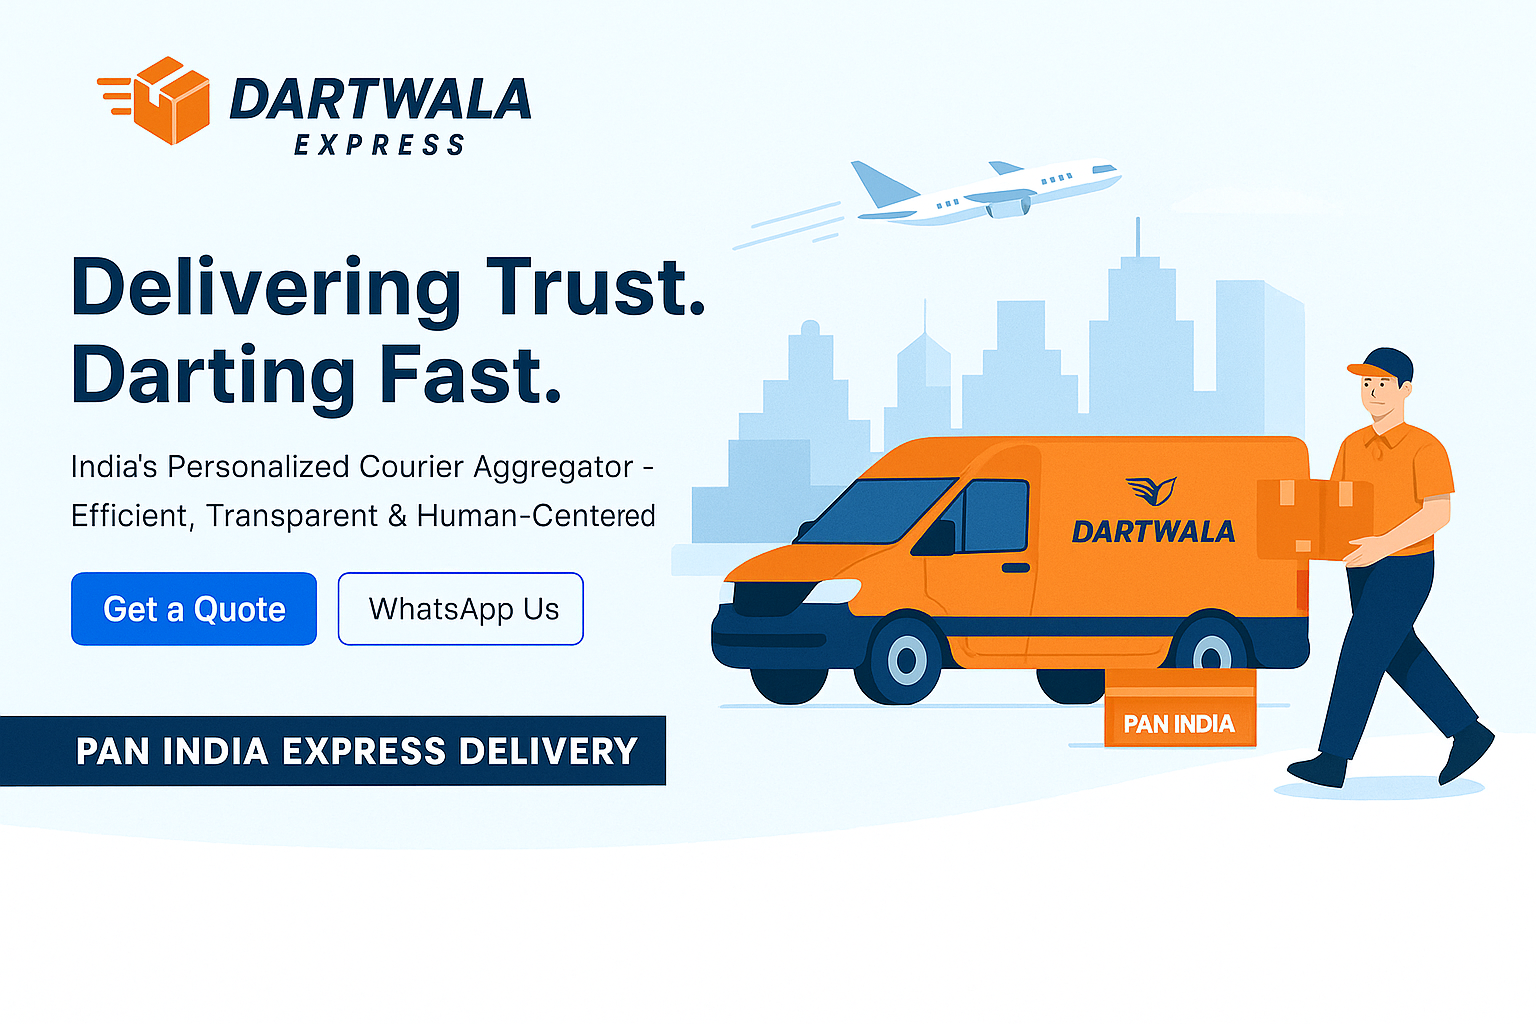 DARTWALA
EXPRESS
Delivering Trust.
Darting Fast.
India's Personalized Courier Aggregator -
Efficient, Transparent & Human-Centered
Get a Quote
WhatsApp Us
PAN INDIA EXPRESS DELIVERY
DARTWALA
PAN INDIA